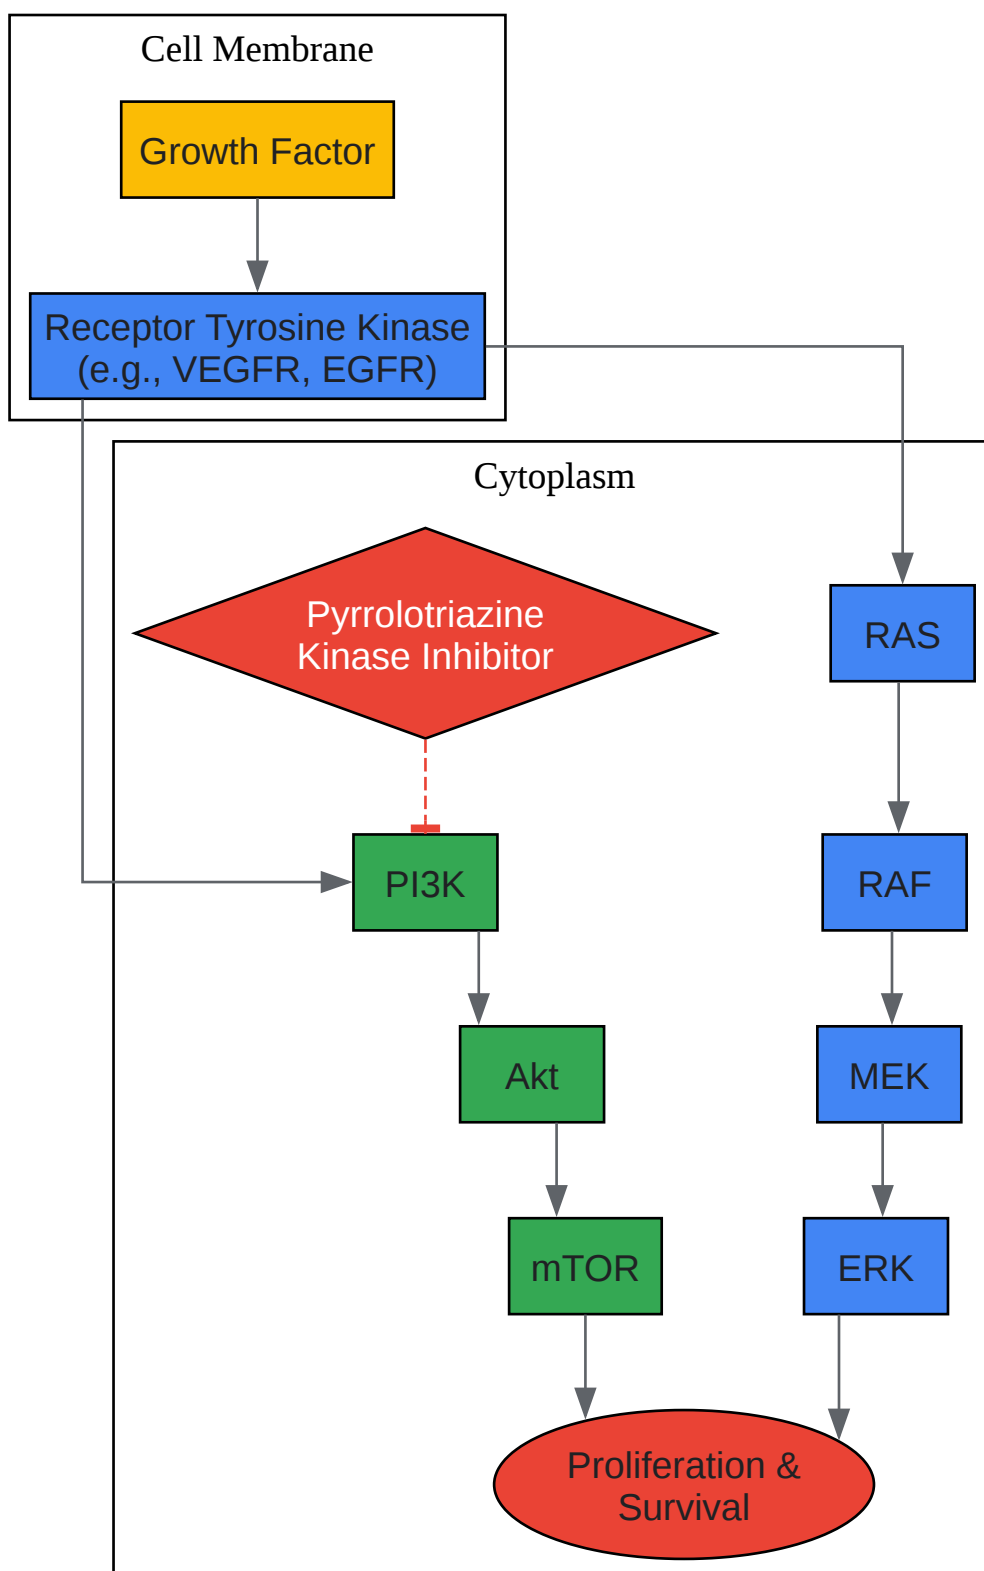 Cell Membrane
Growth Factor
Receptor Tyrosine Kinase
(e.g., VEGFR, EGFR)
Cytoplasm
Pyrrolotriazine
Kinase Inhibitor
RAS
PI3K
RAF
Akt
MEK
mTOR
ERK
Proliferation &
Survival